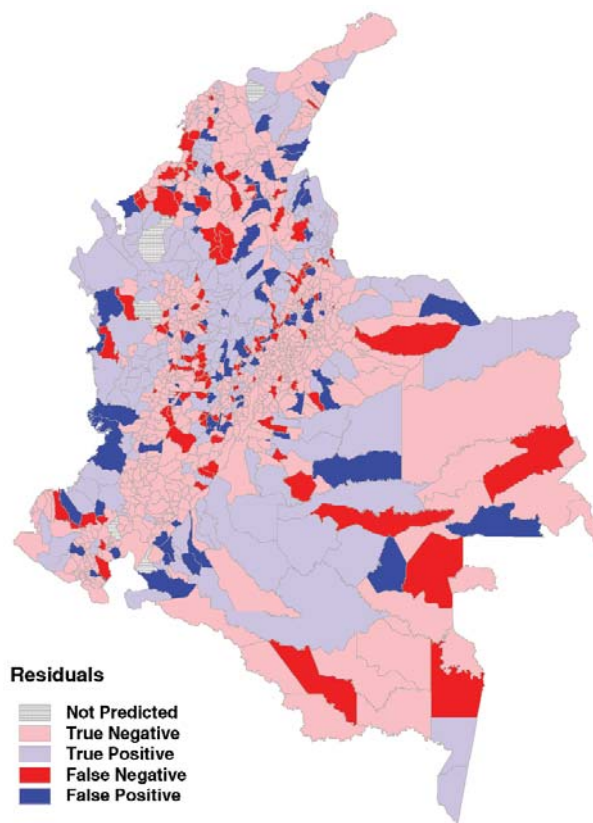 Residuals
Not Predicted
True Negative
True Positive
False Negative
False Positive